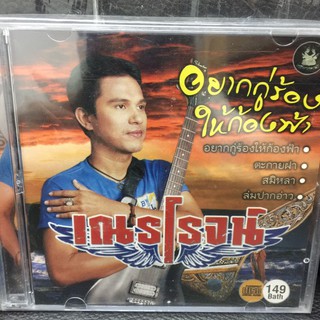 อยากกู่ร้อง
ให้ก้องฟ้า
อยากกู่ร้องให้ก้องฟ้า
ตะกายฝา
สมิหลา
ล่มปากอ่าว
เณรโรจน์
149
Bath